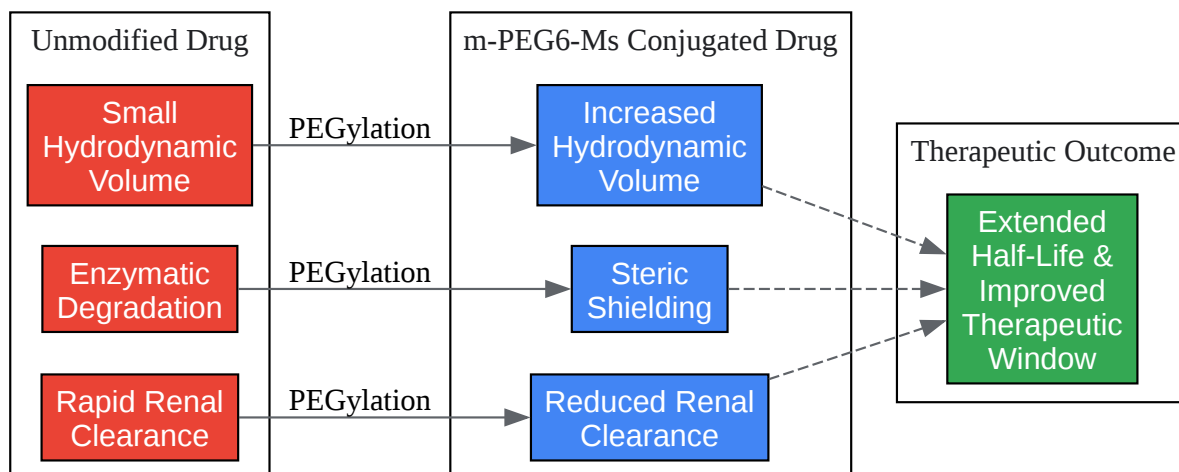 Unmodified Drug
Small
Hydrodynamic
Volume
Enzymatic
Degradation
Rapid Renal
Clearance
PEGylation
PEGylation
PEGylation
m-PEG6-Ms Conjugated Drug
Increased
Hydrodynamic
Volume
Steric
Shielding
Reduced Renal
Clearance
Therapeutic Outcome
Extended
Half-Life &
Improved
Therapeutic
Window